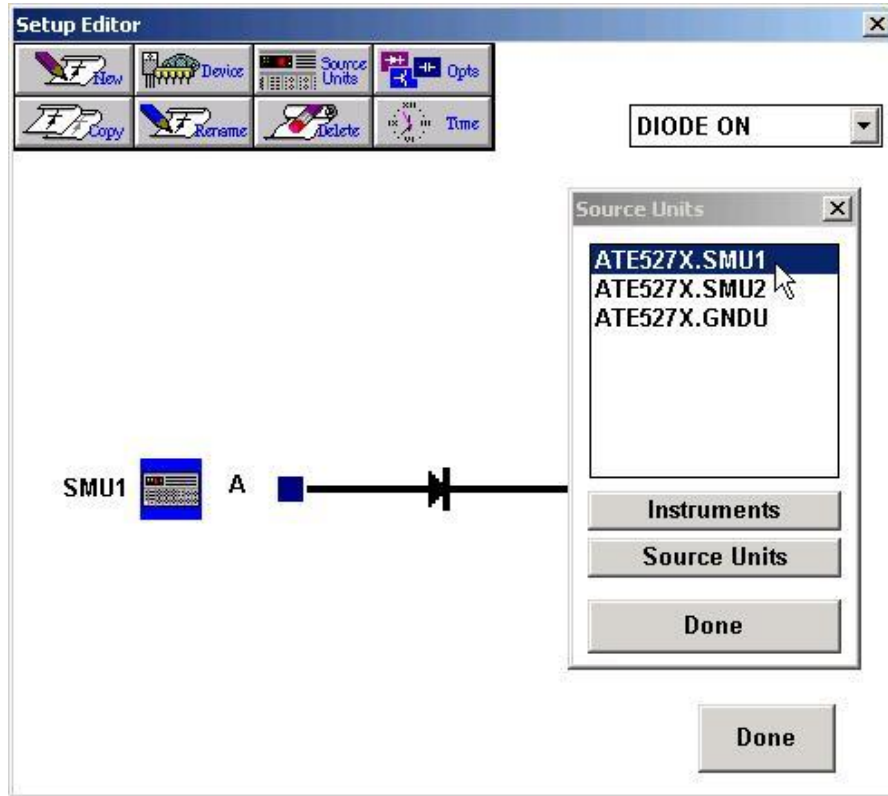 Setup Editor
New
Device
Source Units
Opts
Copy
Rename
Delete
Time
DIODE ON
Source Units
ATE527X.SMU1
ATE527X.SMU2
ATE527X.GNDU
SMU1
A
Instruments
Source Units
Done
Done